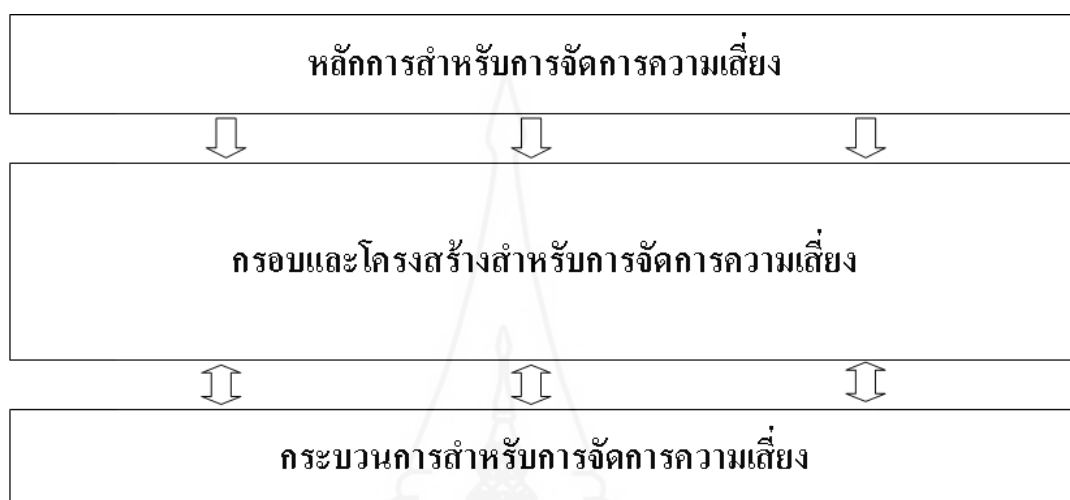 หลักการสำหรับการจัดการความเสี่ยง
กรอบและโครงสร้างสำหรับการจัดการความเสี่ยง
กระบวนการสำหรับการจัดการความเสี่ยง